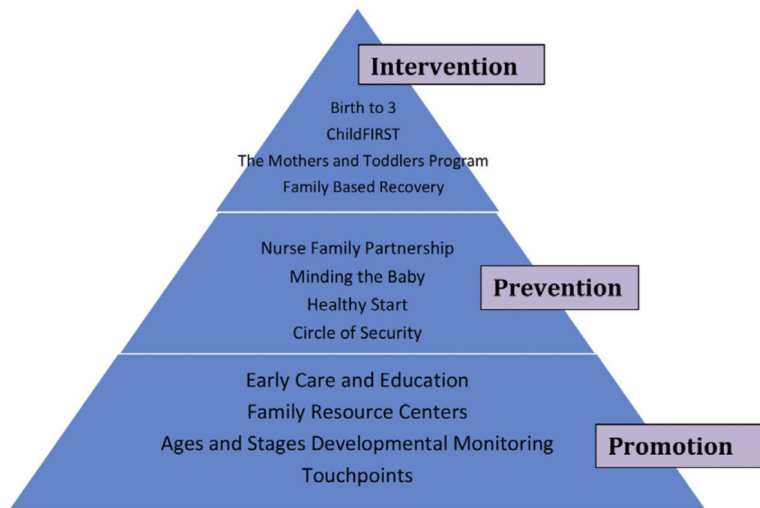 Intervention
Birth to 3
ChildFIRST
The Mothers and Toddlers Program
Family Based Recovery
Nurse Family Partnership
Minding the Baby
Prevention
Healthy Start
Circle of Security
Early Care and Education
Family Resource Centers
Ages and Stages Developmental Monitoring
Promotion
Touchpoints